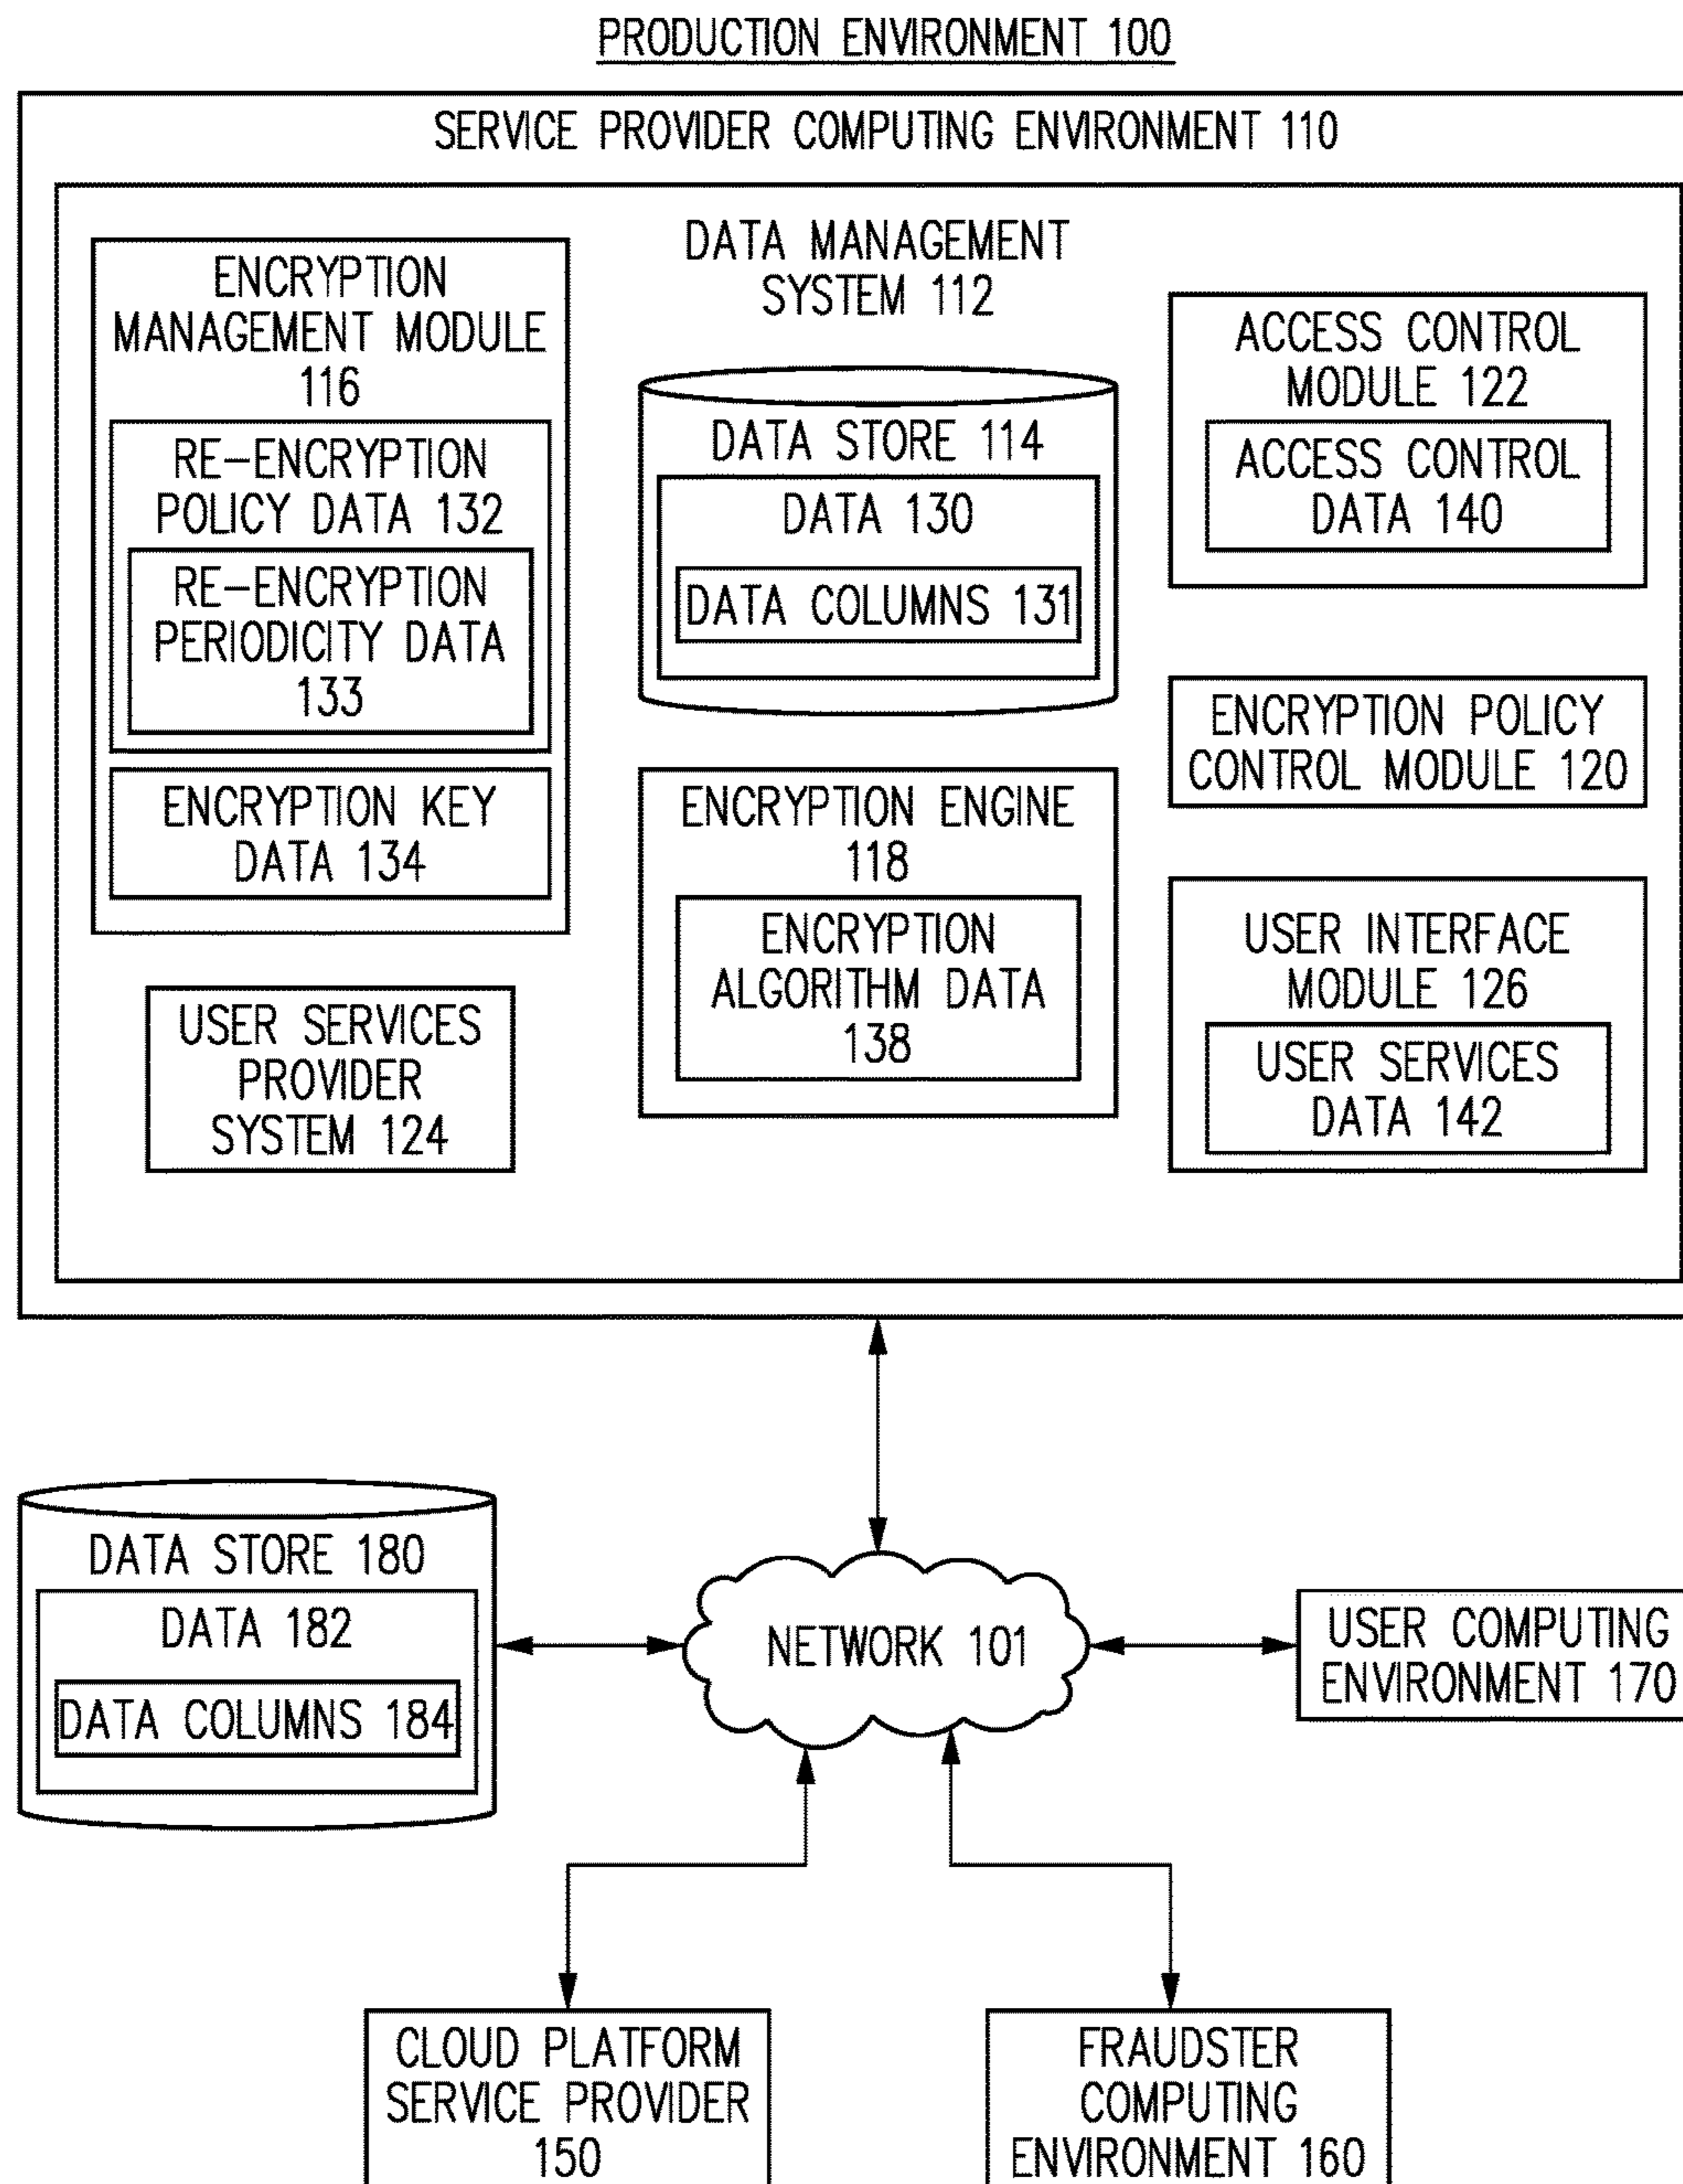 PRODUCTION ENVIRONMENT 100
SERVICE PROVIDER COMPUTING ENVIRONMENT 110
DATA MANAGEMENT
SYSTEM 112
ENCRYPTION
MANAGEMENT MODULE
116
RE-ENCRYPTION
POLICY DATA 132
RE-ENCRYPTION
PERIODICITY DATA
133
ENCRYPTION KEY
DATA 134
USER SERVICES
PROVIDER
SYSTEM 124
DATA STORE 114
DATA 130
DATA COLUMNS 131
ENCRYPTION ENGINE
118
ENCRYPTION
ALGORITHM DATA
138
ACCESS CONTROL
MODULE 122
ACCESS CONTROL
DATA 140
ENCRYPTION POLICY
CONTROL MODULE 120
USER INTERFACE
MODULE 126
USER SERVICES
DATA 142
DATA STORE 180
DATA 182
DATA COLUMNS 184
NETWORK 101
USER COMPUTING
ENVIRONMENT 170
CLOUD PLATFORM
SERVICE PROVIDER
150
FRAUDSTER
COMPUTING
ENVIRONMENT 160